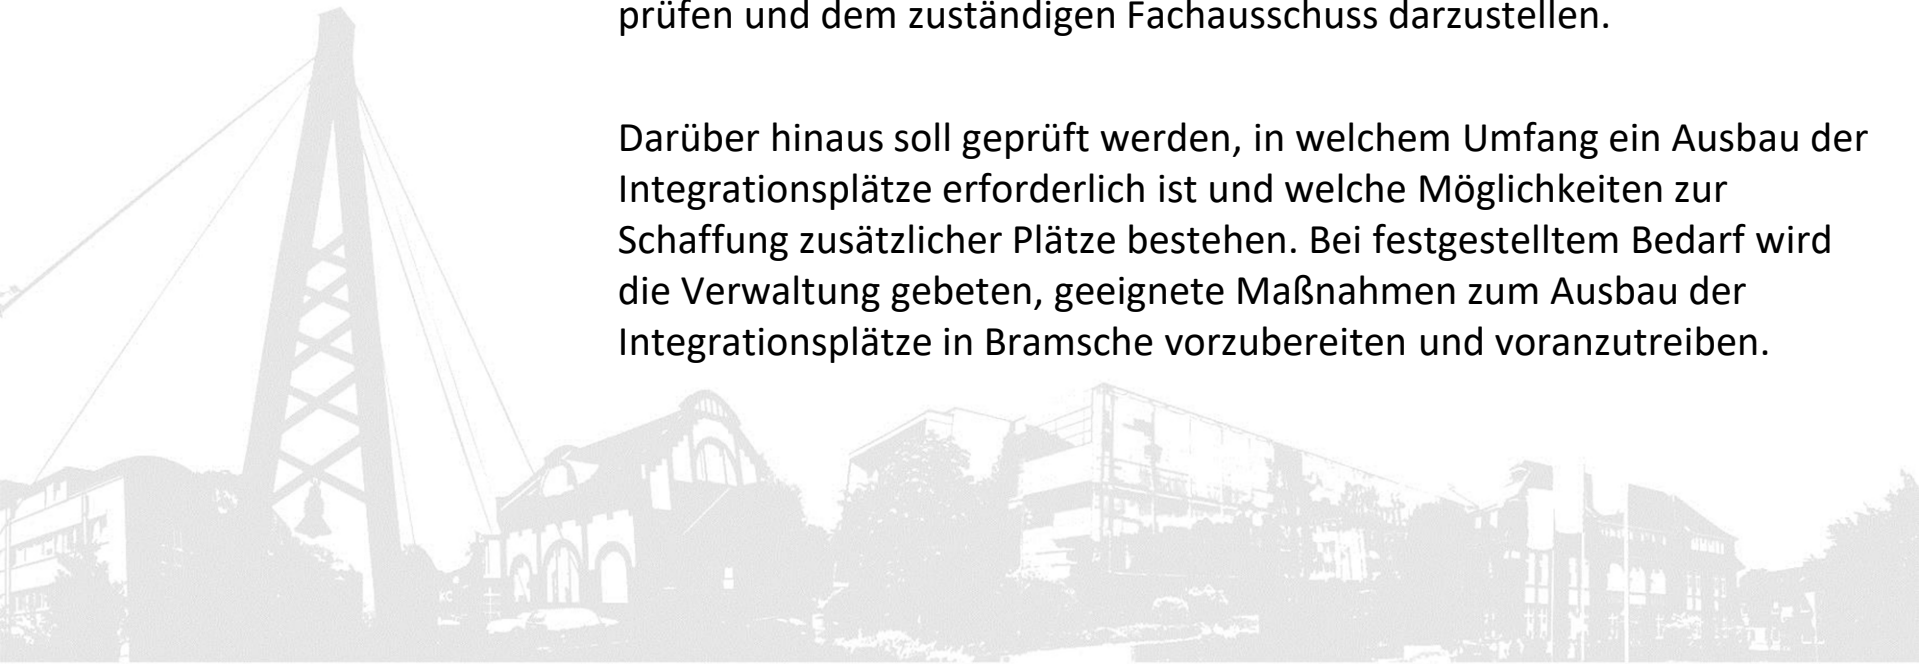 prüfen und dem zuständigen Fachausschuss darzustellen.
Darüber hinaus soll geprüft werden, in welchem Umfang ein Ausbau der
Integrationsplätze erforderlich ist und welche Möglichkeiten zur
Schaffung zusätzlicher Plätze bestehen. Bei festgestelltem Bedarf wird
die Verwaltung gebeten, geeignete Maßnahmen zum Ausbau der
Integrationsplätze in Bramsche vorzubereiten und voranzutreiben.